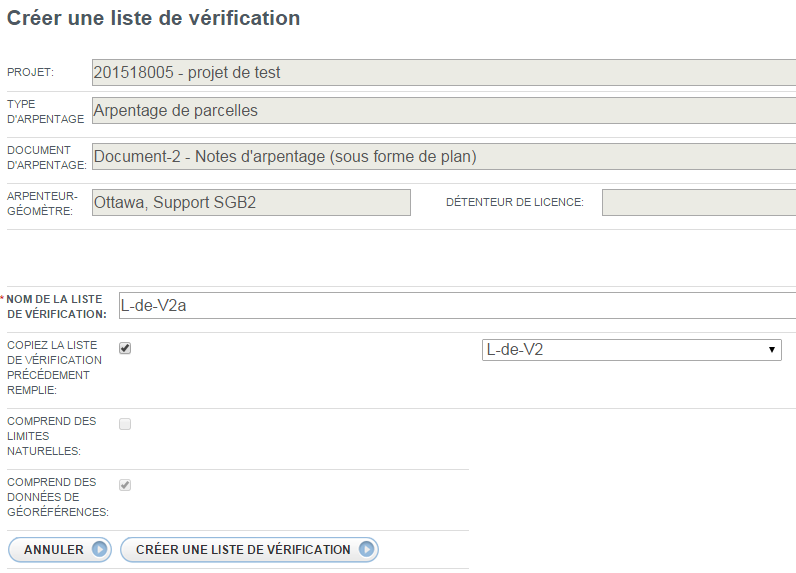 Créer une liste de vérification
PROJET:
201518005 - projet de test
TYPE
D'ARPENTAGE
Arpentage de parcelles
DOCUMENT
D'ARPENTAGE:
Document-2 - Notes d'arpentage (sous forme de plan)
ARPENTEUR-
GÉOMÈTRE:
Ottawa, Support SGB2
DÉTENTEUR DE LICENCE:
*NOM DE LA LISTE
DE VÉRIFICATION:
L-de-V2a
COPIEZ LA LISTE
DE VÉRIFICATION
PRÉCÉDEMENT
REMPLIE:
L-de-V2
COMPREND DES
LIMITES
NATURELLES:
COMPREND DES
DONNÉES DE
GÉORÉFÉRENCES:
ANNULER
CRÉER UNE LISTE DE VÉRIFICATION